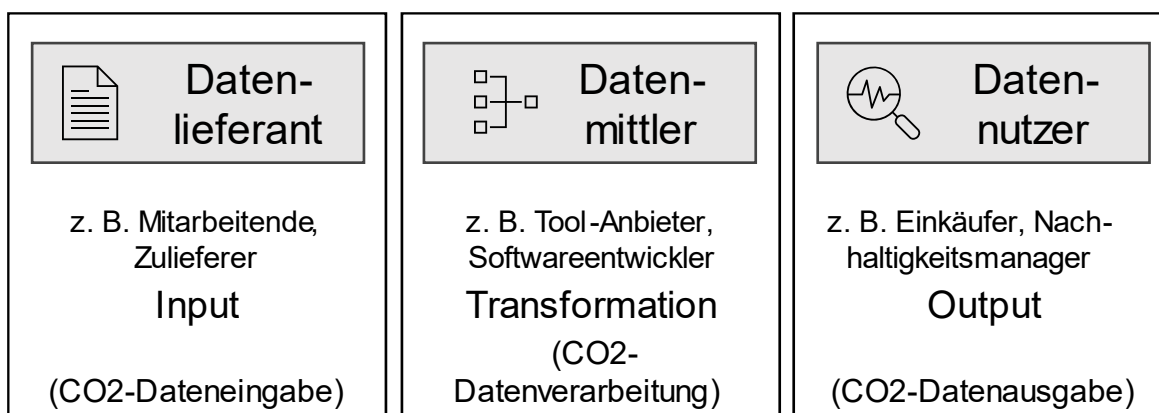 Daten-
lieferant
z. B. Mitarbeitende,
Zulieferer
Input
(CO2-Dateneingabe)
Daten-
mittler
z. B. Tool-Anbieter,
Softwareentwickler
Transformation
(CO2-
Datenverarbeitung)
Daten-
nutzer
z. B. Einkäufer, Nach-
haltigkeitsmanager
Output
(CO2-Datenausgabe)